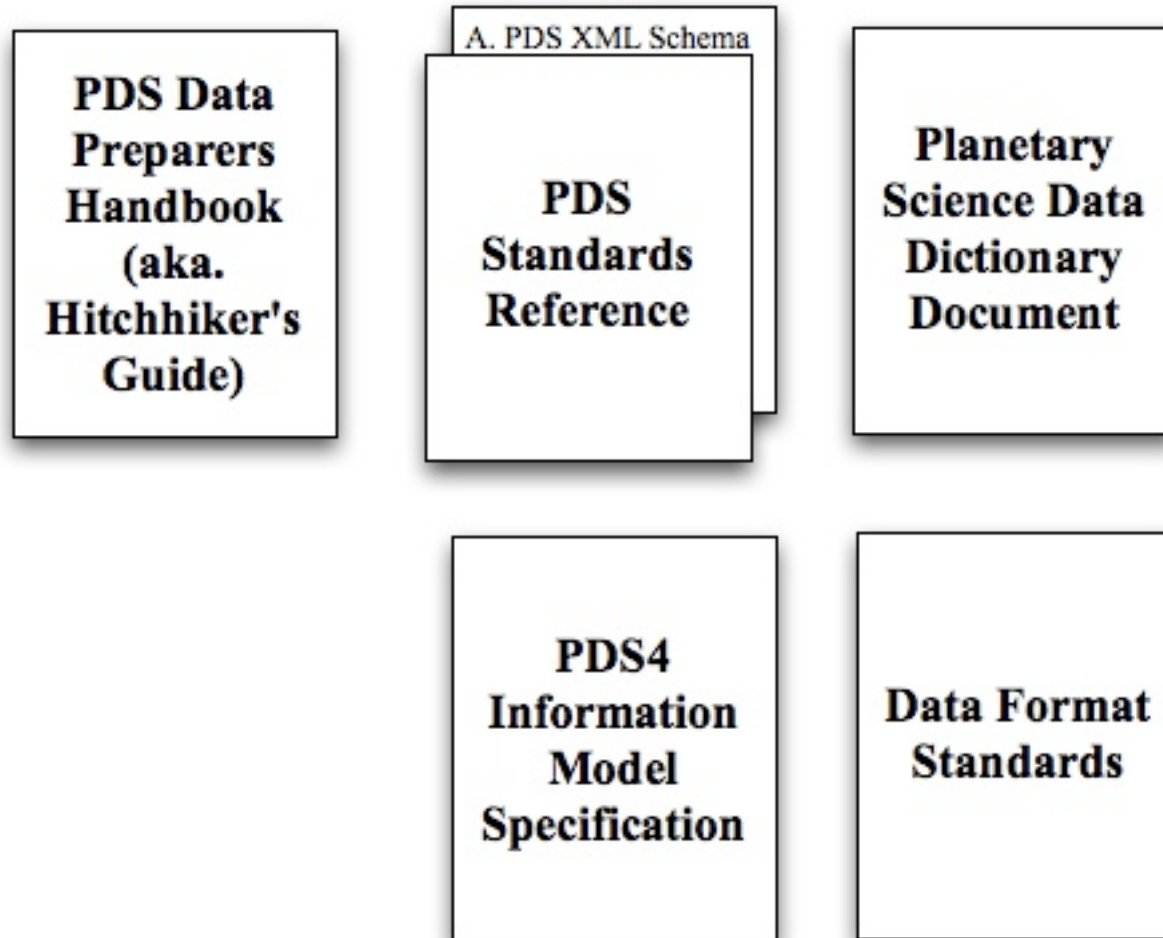 PDS Data
Preparers
Handbook
(aka.
Hitchhiker's
Guide)
A. PDS XML Schema
PDS
Standards
Reference
Planetary
Science Data
Dictionary
Document
PDS4
Information
Model
Specification
Data Format
Standards